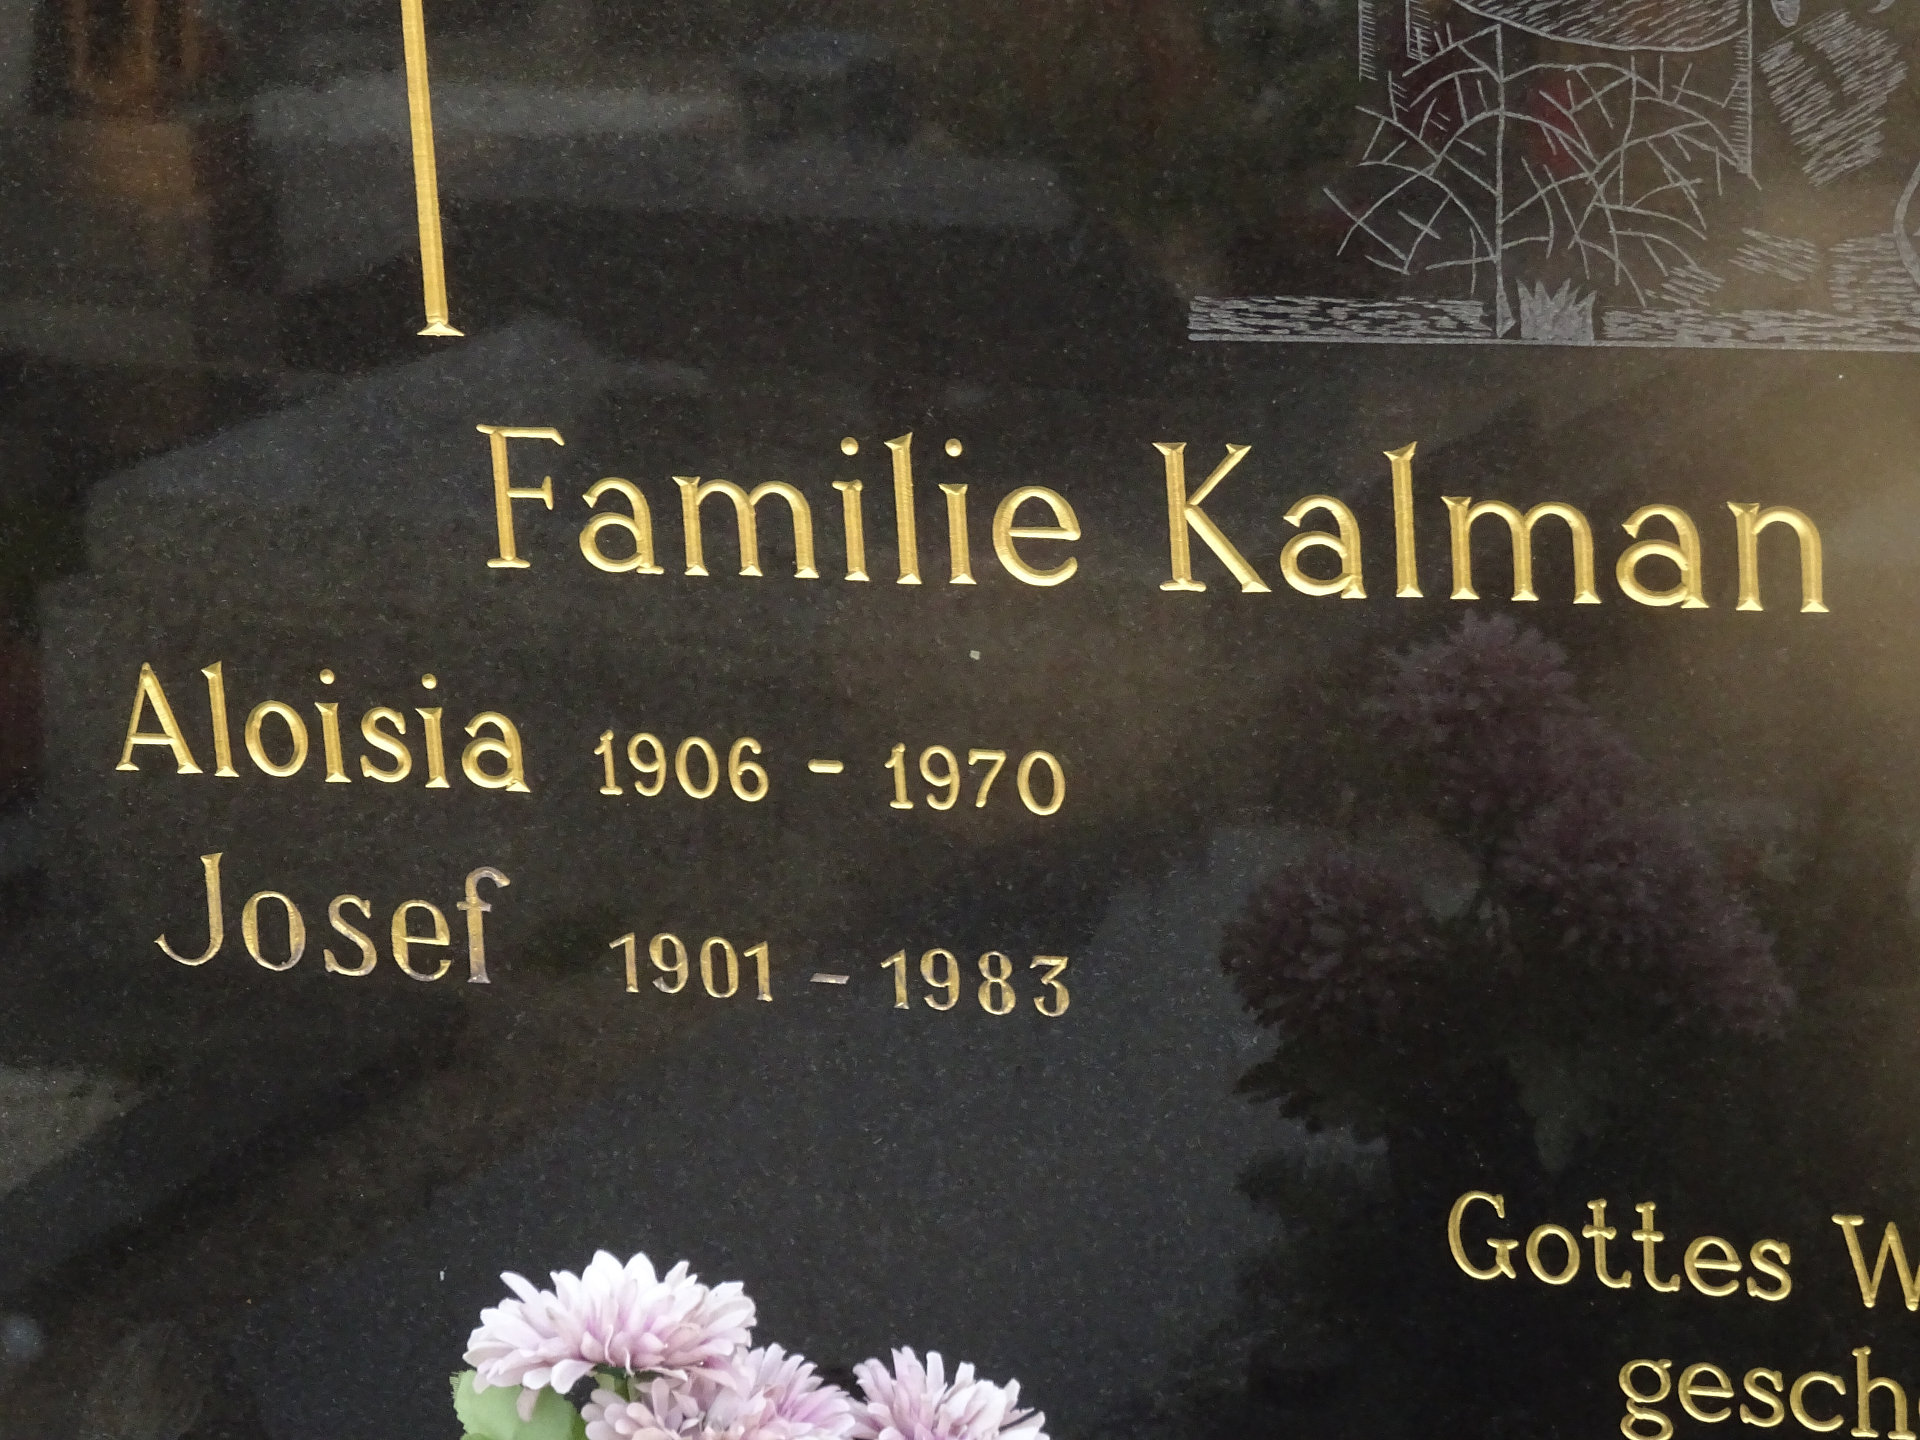 Familie Kalman
Aloisia 1906 - 1970
Josef 1901 - 1983
Gottes